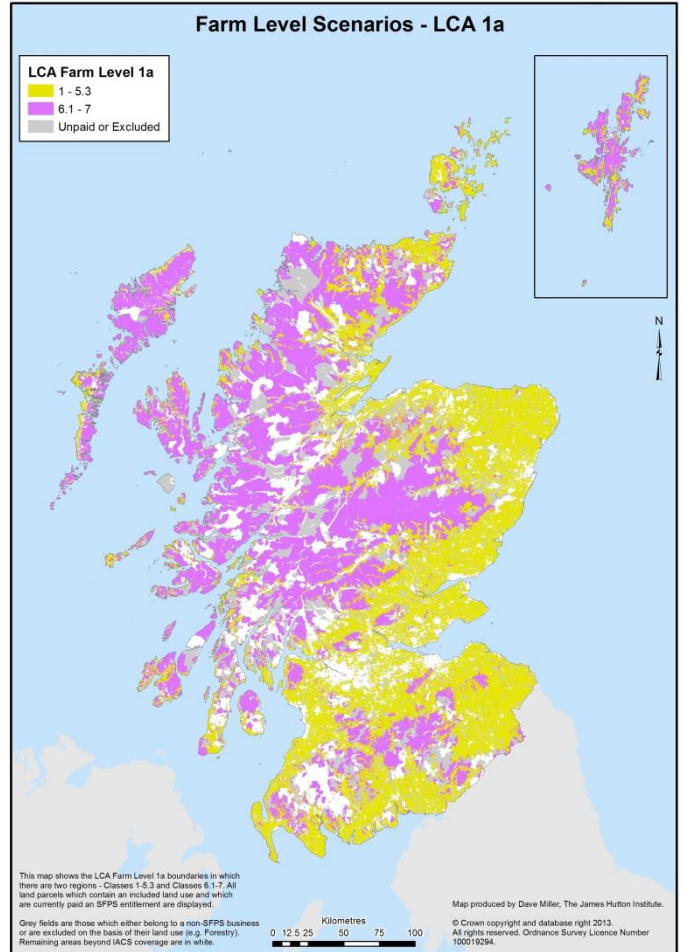 Farm Level Scenarios - LCA 1a
LCA Farm Level 1a
1 - 5.3
6.1 - 7
Unpaid or Excluded
N
This map shows the LCA Farm Level 1a boundaries in which
there are two regions - Classes 1-5.3 and Classes 6.1-7. All
land parcels which contain an included land use and which
are currently paid an SFPS entitlement are displayed.
Grey fields are those which either belong to a non-SFPS business
or are excluded on the basis of their land use (e.g. Forestry).
Remaining areas beyond IACS coverage are in white.
Kilometres
0 12.5 25 50 75 100
Map produced by Dave Miller, The James Hutton Institute.
© Crown copyright and database right 2013.
All rights reserved. Ordnance Survey Licence Number
100019294.